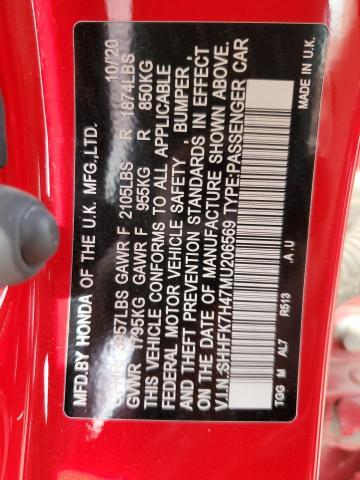 MFD.BY HONDA OF THE U.K. MFG.,LTD. 10/'20
GVWR 3957LBS GAWR F 2105LBS R 1874LBS
GVWR 1795KG GAWR F 955KG R 850KG
THIS VEHICLE CONFORMS TO ALL APPLICABLE
FEDERAL MOTOR VEHICLE SAFETY , BUMPER ,
AND THEFT PREVENTION STANDARDS IN EFFECT
ON THE DATE OF MANUFACTURE SHOWN ABOVE.
V.I.N.:SHHFK7H47MU206569 TYPE:PASSENGER CAR
TGG M AL7 R513 .A.U MADE IN U.K.